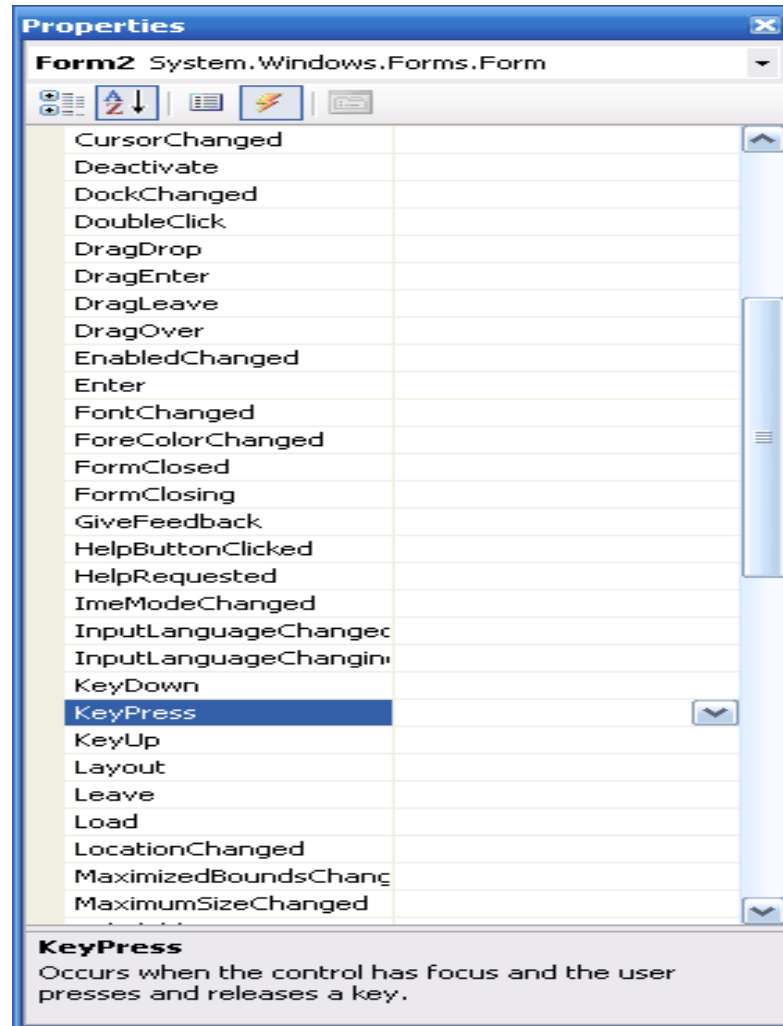 Properties
Form2 System.Windows.Forms.Form
CursorChanged
Deactivate
DockChanged
DoubleClick
DragDrop
DragEnter
DragLeave
DragOver
EnabledChanged
Enter
FontChanged
ForeColorChanged
FormClosed
FormClosing
GiveFeedback
HelpButtonClicked
HelpRequested
ImeModeChanged
InputLanguageChanged
InputLanguageChangin
KeyDown
KeyPress
KeyUp
Layout
Leave
Load
LocationChanged
MaximizedBoundsChang
MaximumSizeChanged
KeyPress
Occurs when the control has focus and the user
presses and releases a key.